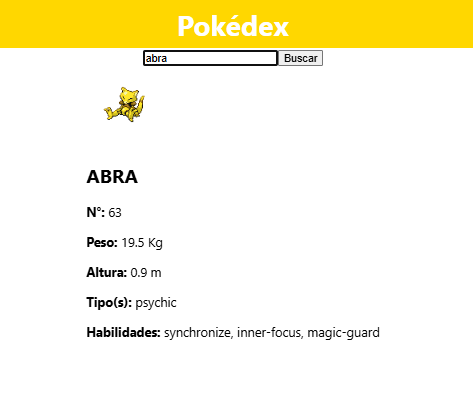 Pokédex
abra Buscar
ABRA
N°: 63
Peso: 19.5 Kg
Altura: 0.9 m
Tipo(s): psychic
Habilidades: synchronize, inner-focus, magic-guard